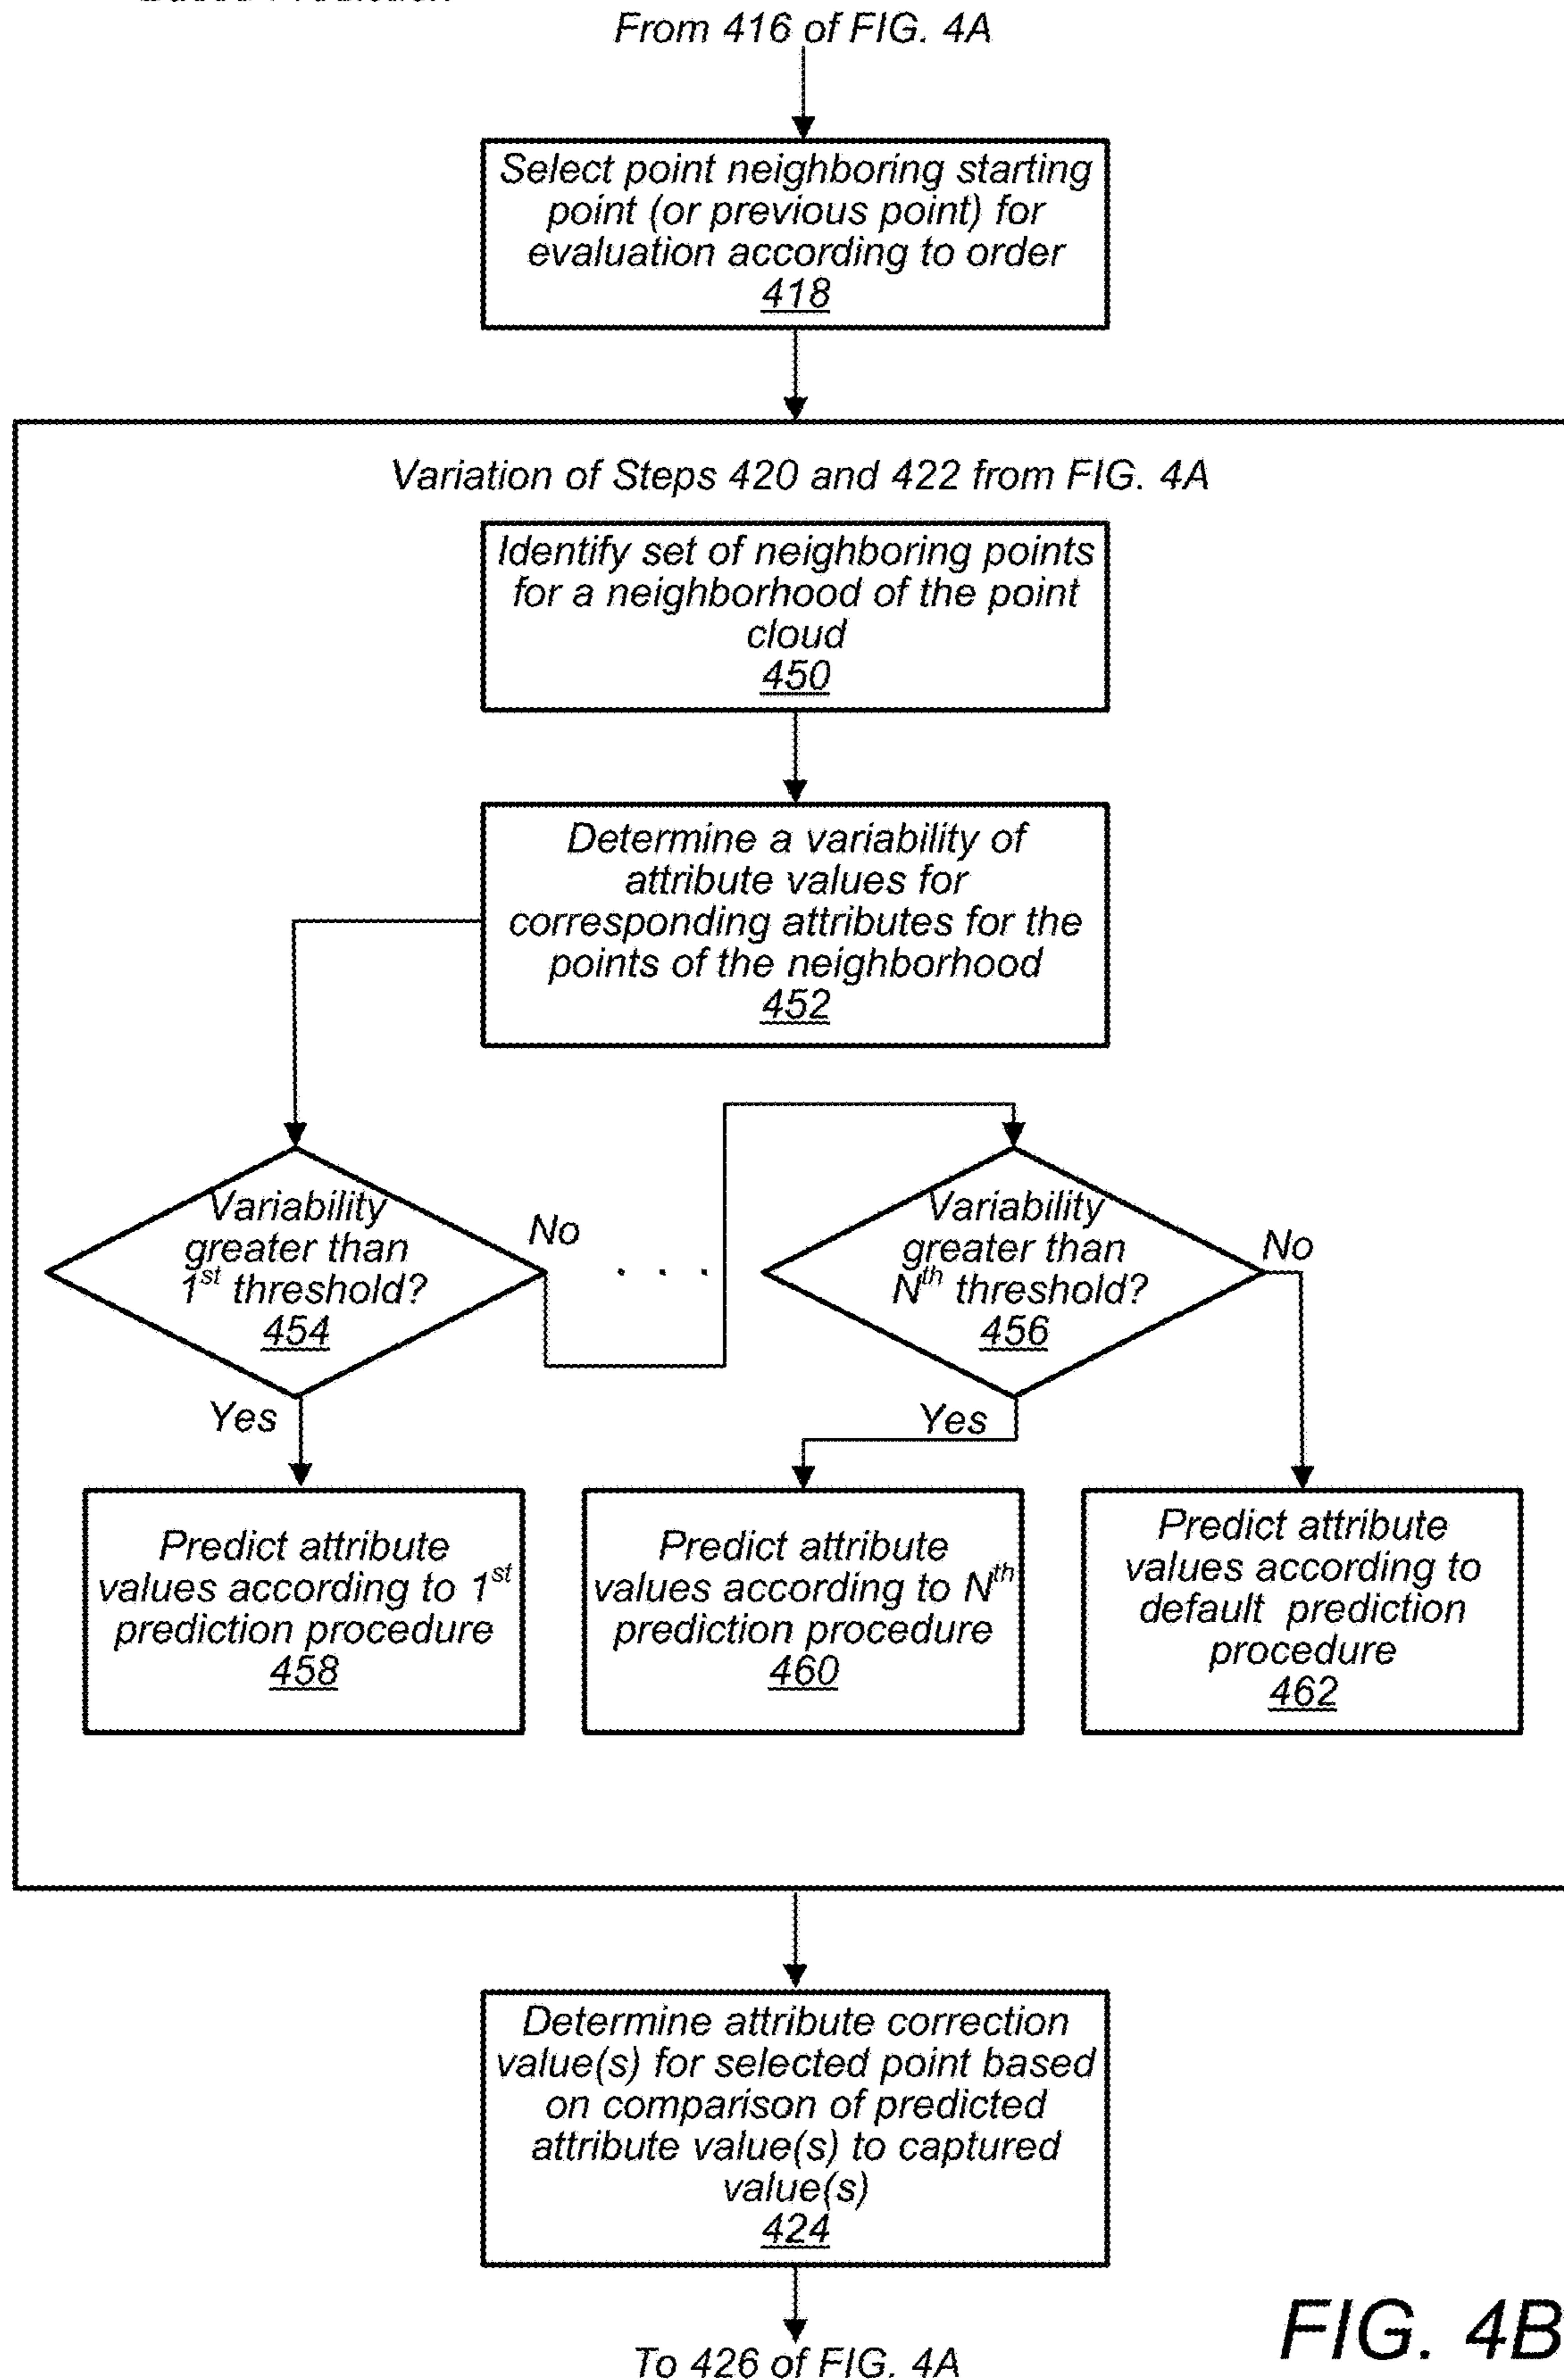 From 416 of FIG. 4A
Select point neighboring starting
point (or previous point) for
evaluation according to order
418
Variation of Steps 420 and 422 from FIG. 4A
Identify set of neighboring points
for a neighborhood of the point
cloud
450
Determine a variability of
attribute values for
corresponding attributes for the
points of the neighborhood
452
Variability
greater than
1st threshold?
454
No
. . .
Variability
greater than
Nth threshold?
456
No
Yes
Yes
Predict attribute
values according to 1st
prediction procedure
458
Predict attribute
values according to Nth
prediction procedure
460
Predict attribute
values according to
default prediction
procedure
462
Determine attribute correction
value(s) for selected point based
on comparison of predicted
attribute value(s) to captured
value(s)
424
To 426 of FIG. 4A
FIG. 4B